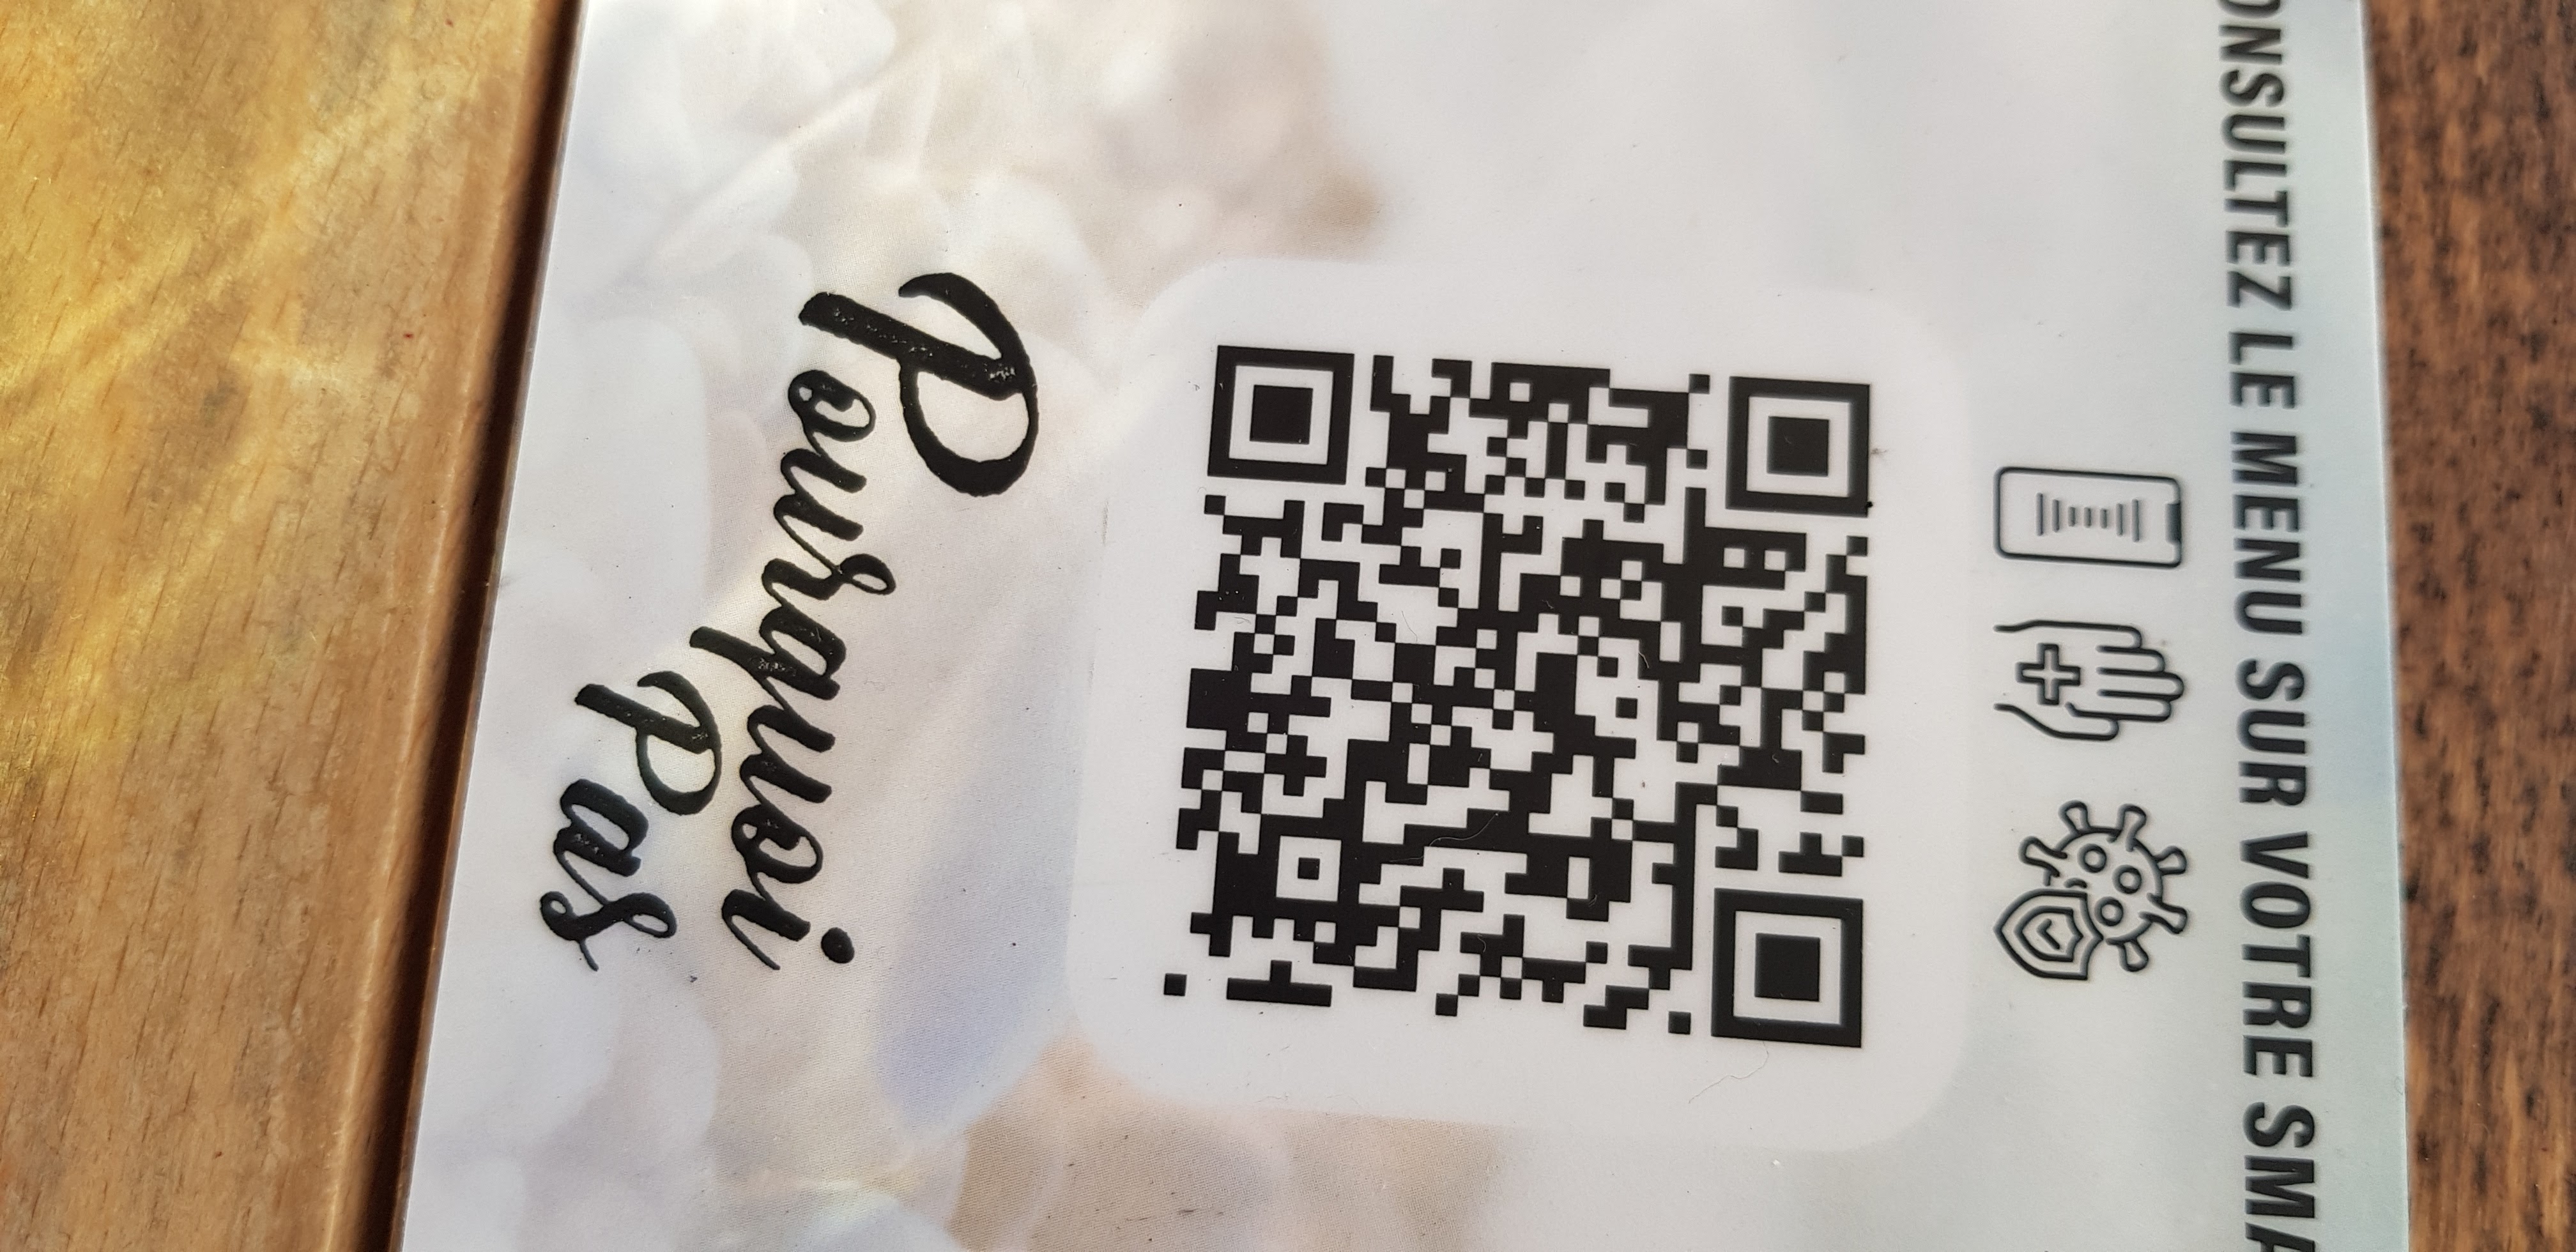 ONSULTEZ LE MENU SUR VOTRE SMA
Pourquoi
Pas